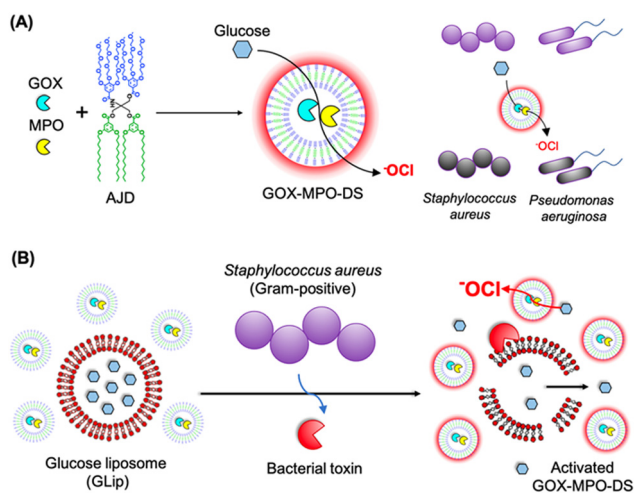 (A)
GOX
MPO
+
AJD
Glucose
-OCl
GOX-MPO-DS
-OCl
Staphylococcus
aureus
Pseudomonas
aeruginosa
(B)
Glucose liposome
(GLip)
Staphylococcus aureus
(Gram-positive)
Bacterial toxin
-OCl
Activated
GOX-MPO-DS